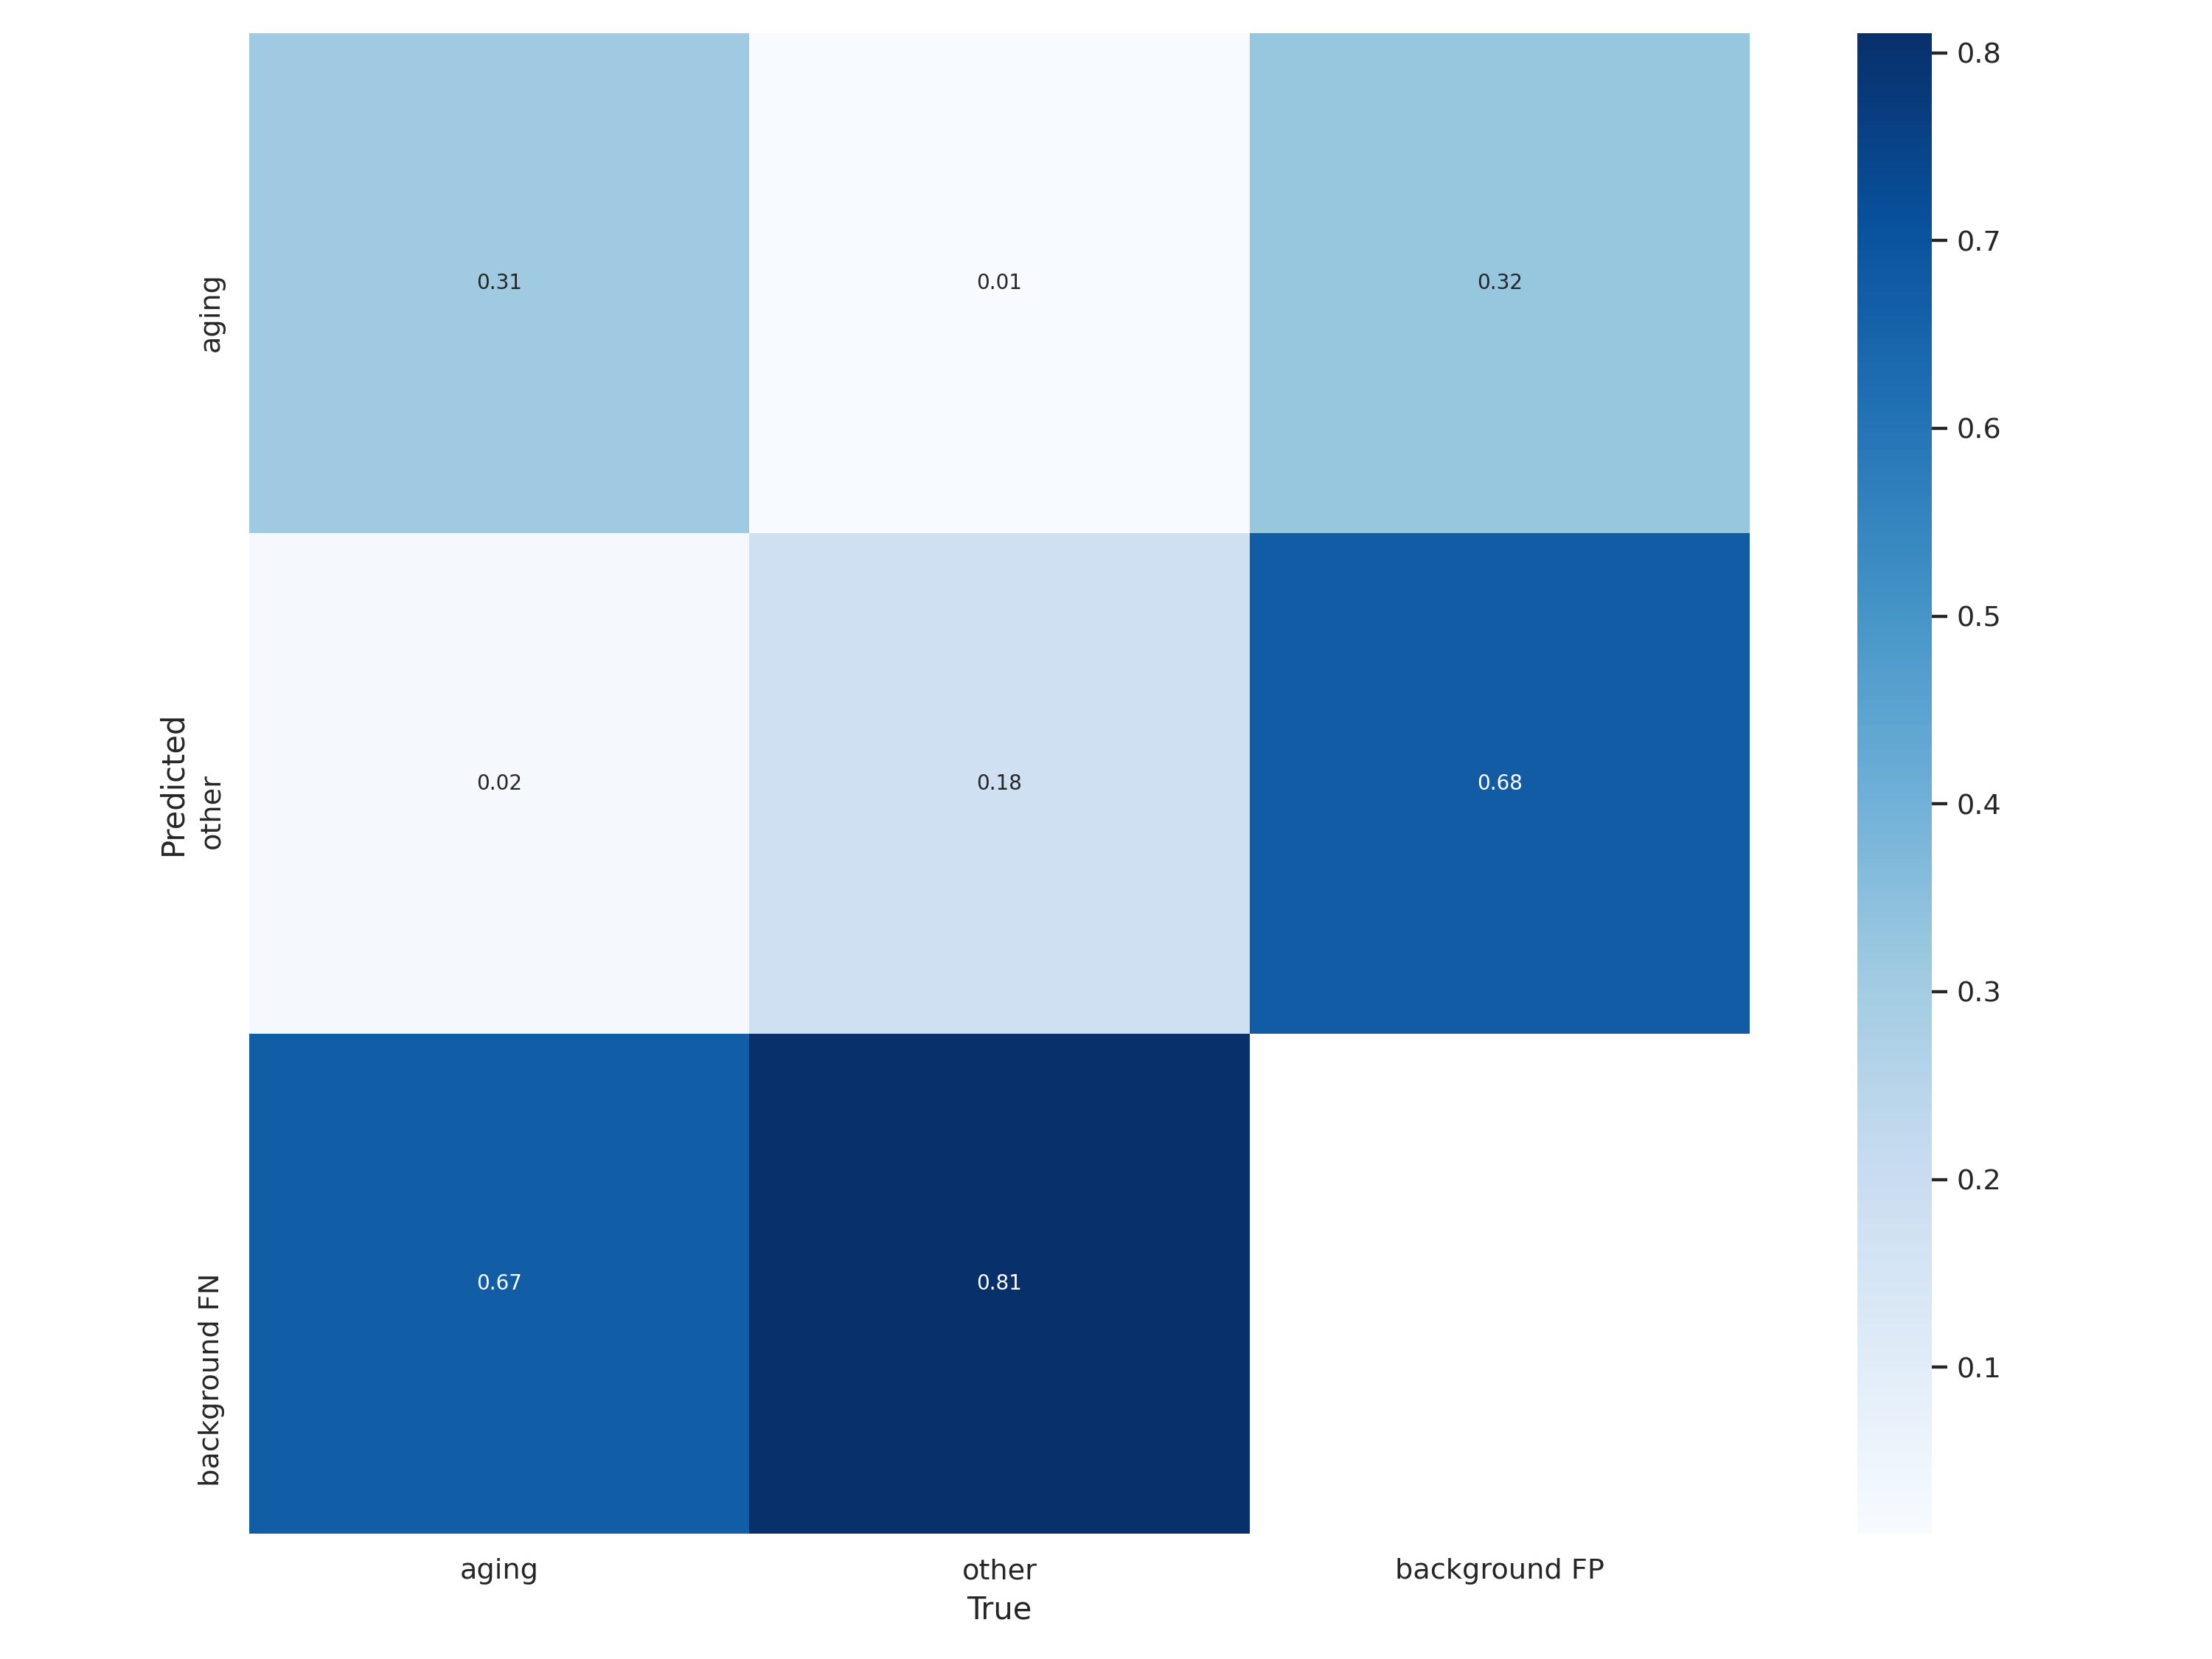 aging
0.31
0.01
0.32
Predicted
other
0.02
0.18
0.68
background FN
0.67
0.81
aging
other
background FP
True
0.8
0.7
0.6
0.5
0.4
0.3
0.2
0.1